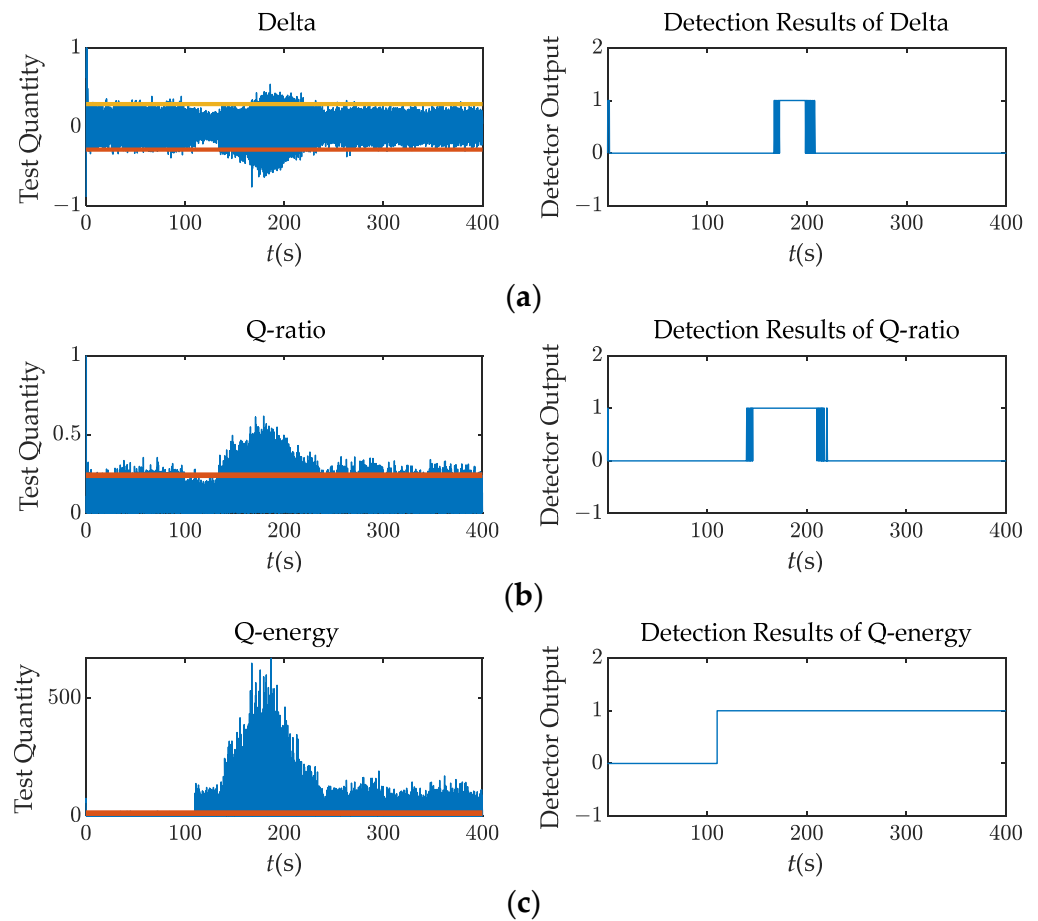 Delta
Detection Results of Delta
Test Quantity
1
0
−1
0
100
200
300
400
t(s)
Detector Output
2
1
0
−1
100
200
300
400
t(s)
(a)
Q-ratio
Detection Results of Q-ratio
Test Quantity
1
0.5
0
0
100
200
300
400
t(s)
Detector Output
2
1
0
−1
100
200
300
400
t(s)
(b)
Q-energy
Detection Results of Q-energy
Test Quantity
500
0
0
100
200
300
400
t(s)
Detector Output
2
1
0
−1
100
200
300
400
t(s)
(c)